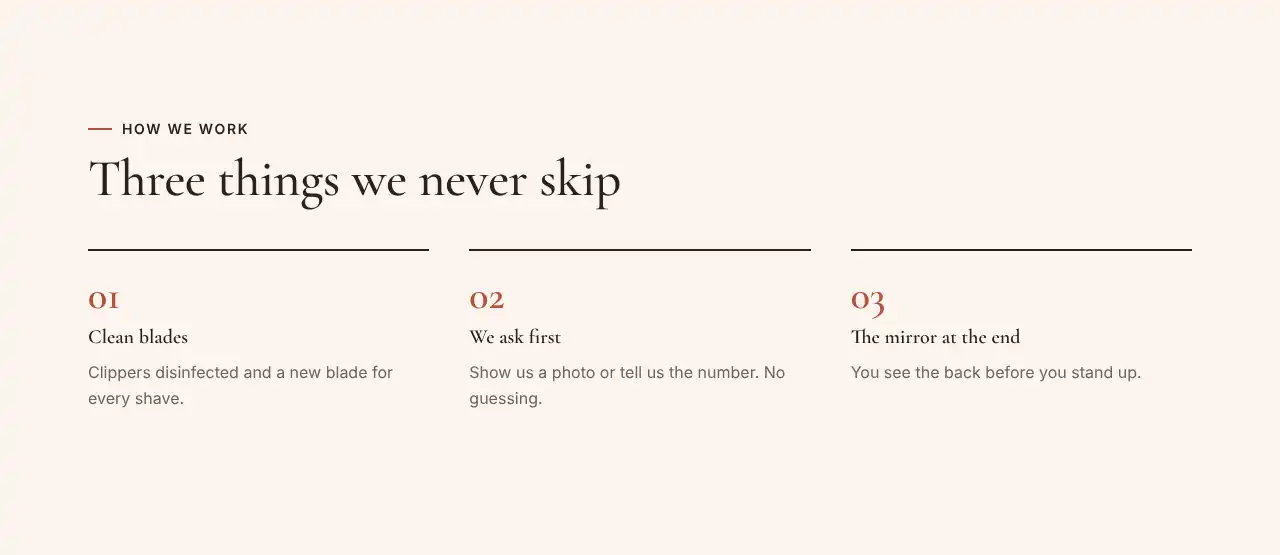 HOW WE WORK
Three things we never skip
01
Clean blades
Clippers disinfected and a new blade for
every shave.
02
We ask first
Show us a photo or tell us the number. No
guessing.
03
The mirror at the end
You see the back before you stand up.